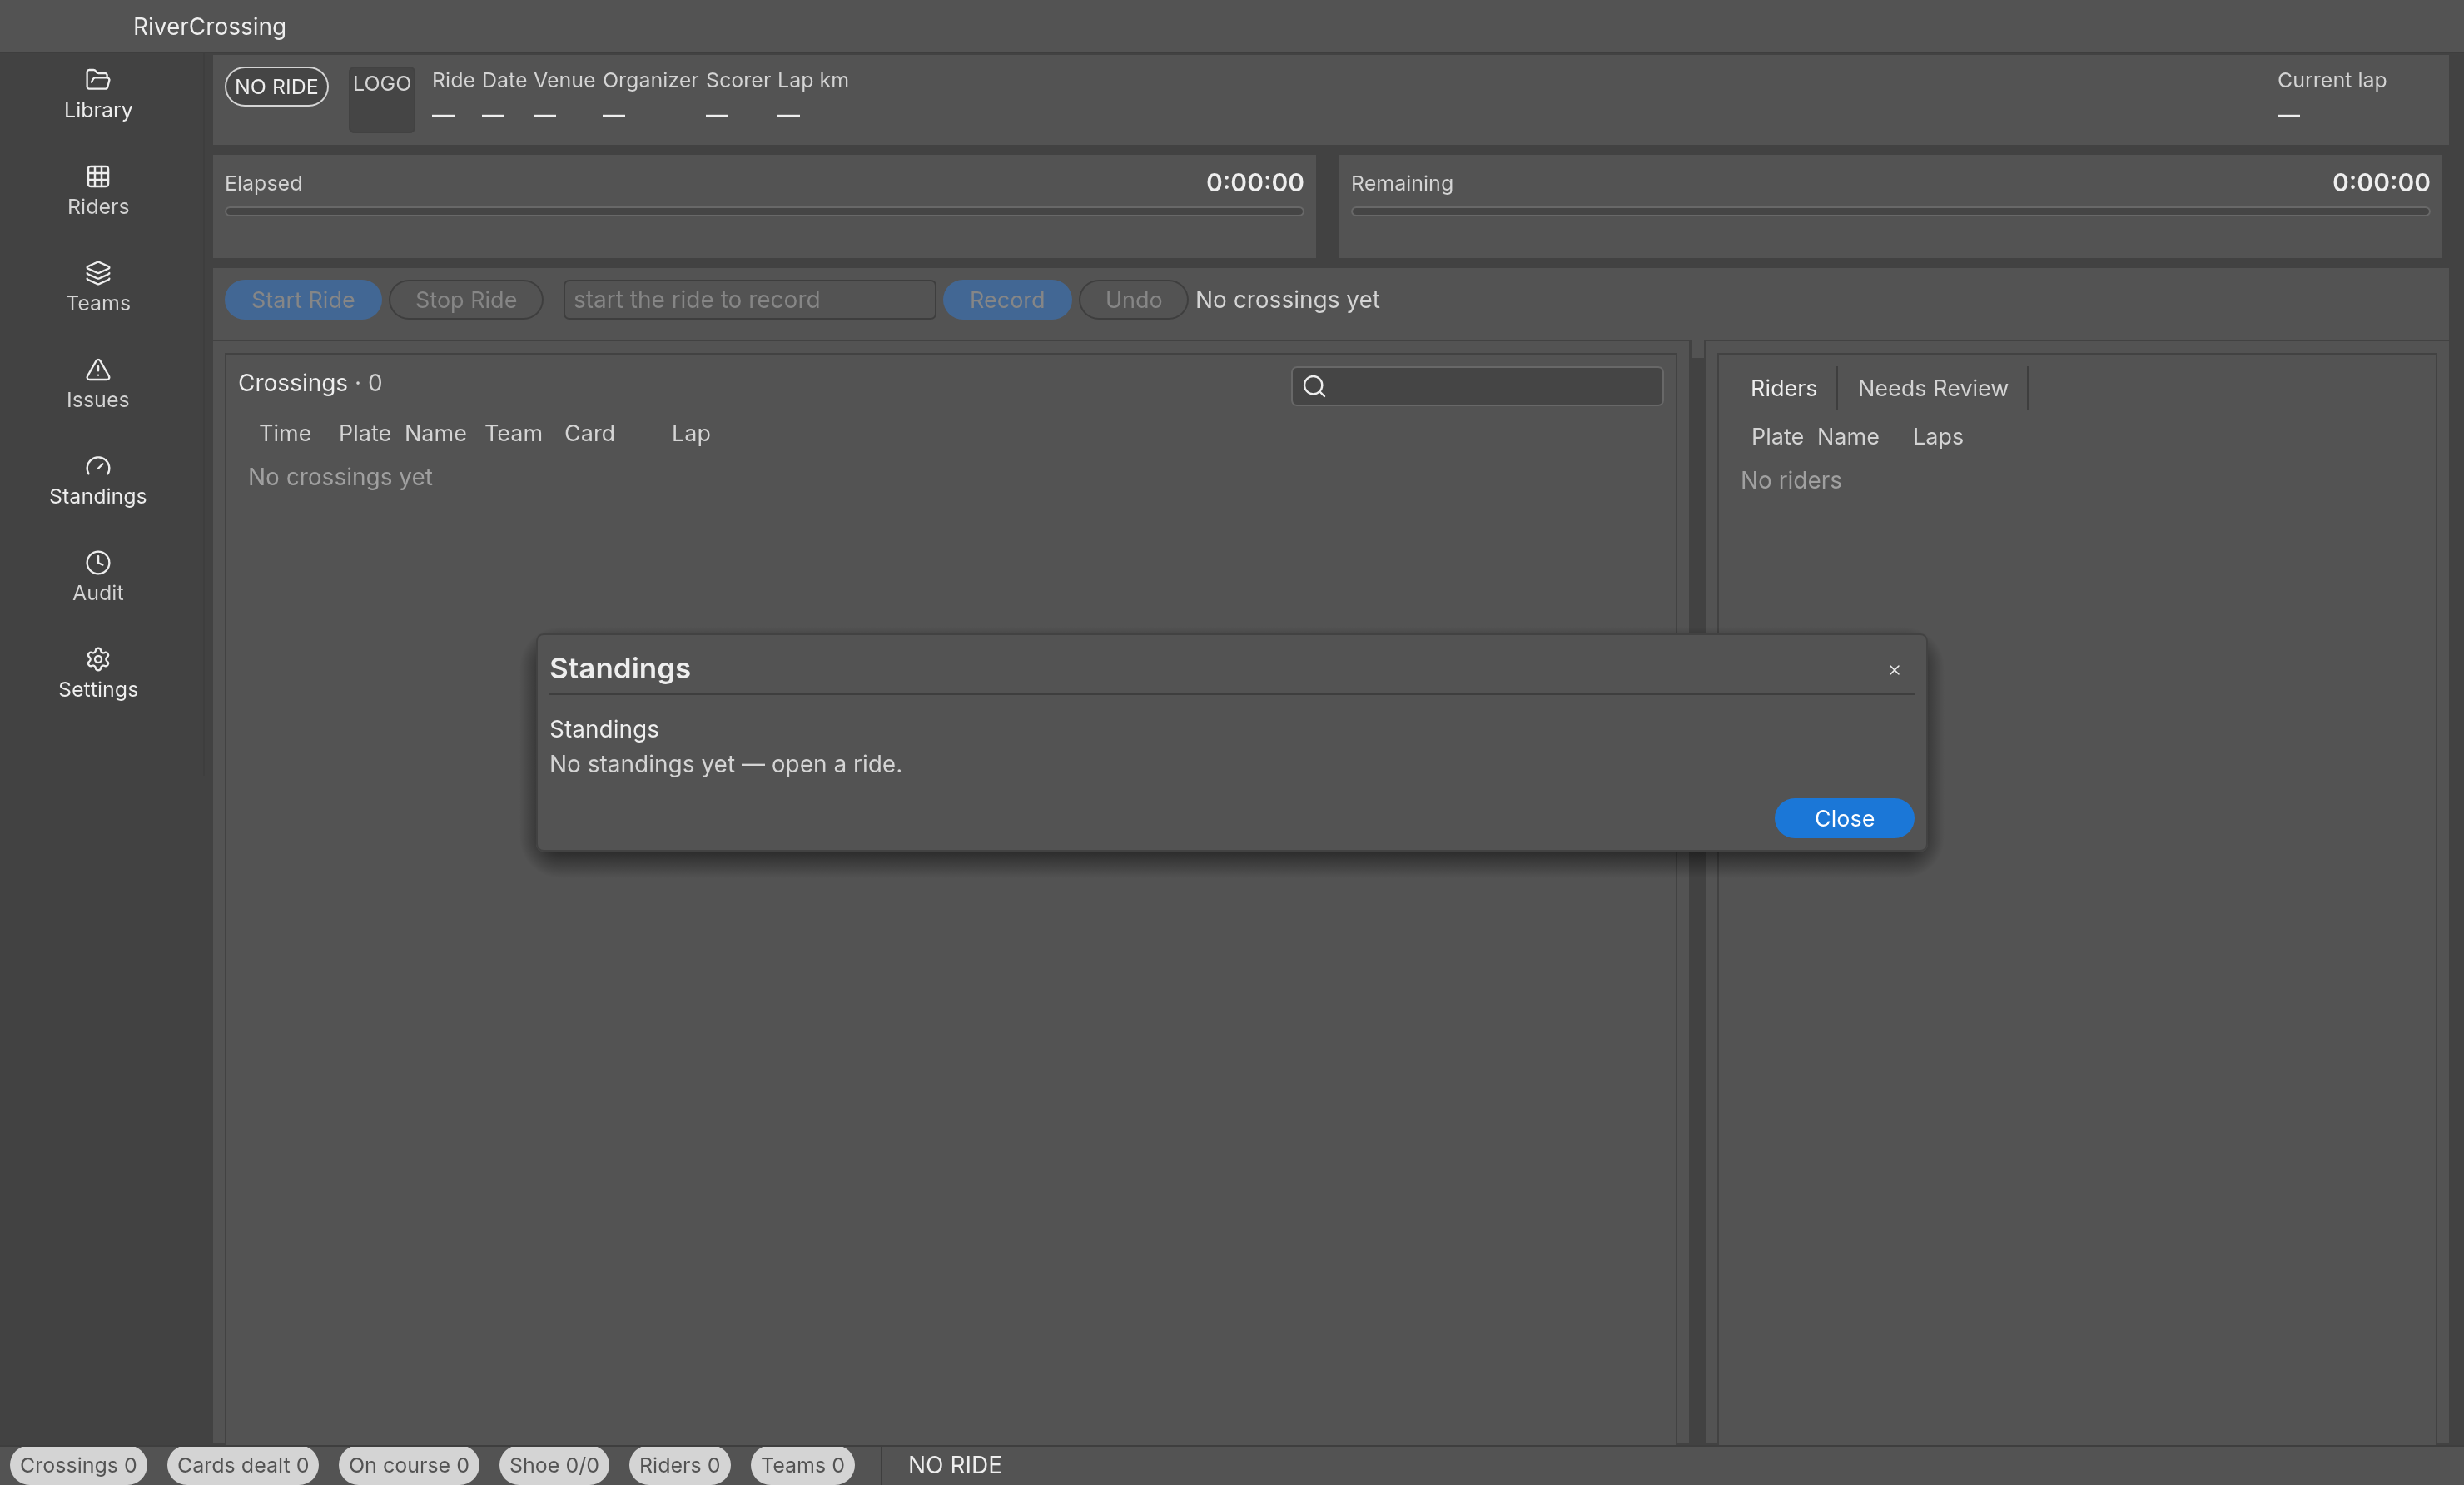 RiverCrossing
Library
Riders
Teams
Issues
Standings
Audit
Settings
NO RIDE
LOGO
Ride Date Venue Organizer Scorer Lap km
— — — — — —
Current lap
—
Elapsed 0:00:00
Remaining 0:00:00
Start Ride Stop Ride start the ride to record Record Undo No crossings yet
Crossings · 0
Time Plate Name Team Card Lap
No crossings yet
Riders Needs Review
Plate Name Laps
No riders
Standings ×
Standings
No standings yet — open a ride.
Close
Crossings 0 Cards dealt 0 On course 0 Shoe 0/0 Riders 0 Teams 0 NO RIDE